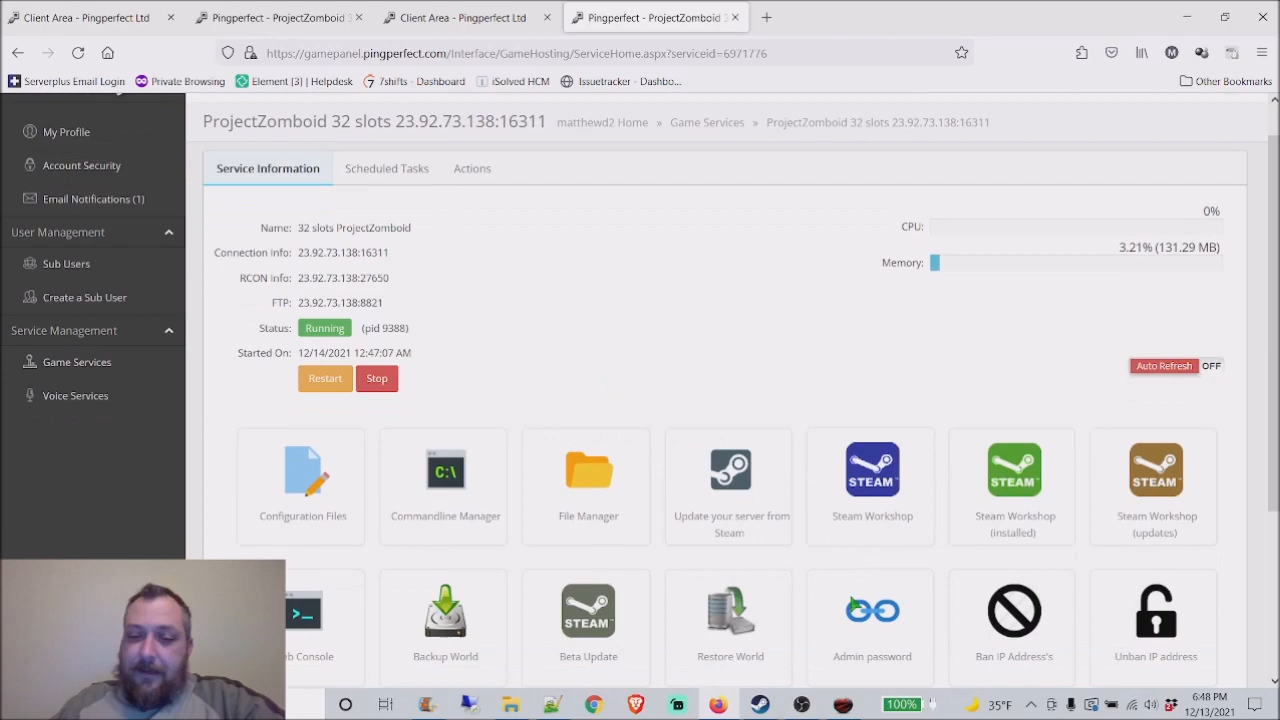 Client Area - Pingperfect Ltd
Pingperfect - ProjectZomboid 3
Client Area - Pingperfect Ltd
Pingperfect - ProjectZomboid 3
https://gamepanel.pingperfect.com/Interface/GameHosting/ServiceHome.aspx?serviceid=6971776
Serverplus Email Login
Private Browsing
Element [3] | Helpdesk
7shifts - Dashboard
iSolved HCM
Issuetracker - Dashbo...
Other Bookmarks
My Profile
Account Security
Email Notifications (1)
User Management
Sub Users
Create a Sub User
Service Management
Game Services
Voice Services
ProjectZomboid 32 slots 23.92.73.138:16311
matthewd2 Home » Game Services » ProjectZomboid 32 slots 23.92.73.138:16311
Service Information
Scheduled Tasks
Actions
Name: 32 slots ProjectZomboid
Connection Info: 23.92.73.138:16311
RCON Info: 23.92.73.138:27650
FTP: 23.92.73.138:8821
Status: Running (pid 9388)
Started On: 12/14/2021 12:47:07 AM
Restart
Stop
0%
CPU:
3.21% (131.29 MB)
Memory:
Auto Refresh OFF
Configuration Files
C:\
Commandline Manager
File Manager
Update your server from
Steam
STEAM
Steam Workshop
STEAM
Steam Workshop
(installed)
STEAM
Steam Workshop
(updates)
>_
b Console
Backup World
STEAM
Beta Update
Restore World
Admin password
Ban IP Address's
Unban IP address
100%
35°F
6:48 PM
12/13/2021